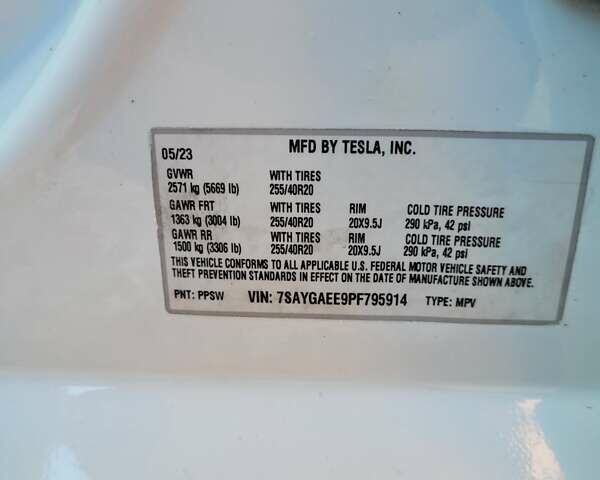 05/23 MFD BY TESLA, INC.
GVWR WITH TIRES
2571 kg (5669 lb) 255/40R20
GAWR FRT WITH TIRES RIM COLD TIRE PRESSURE
1363 kg (3004 lb) 255/40R20 20X9.5J 290 kPa, 42 psi
GAWR RR WITH TIRES RIM COLD TIRE PRESSURE
1500 kg (3306 lb) 255/40R20 20X9.5J 290 kPa, 42 psi
THIS VEHICLE CONFORMS TO ALL APPLICABLE U.S. FEDERAL MOTOR VEHICLE SAFETY AND
THEFT PREVENTION STANDARDS IN EFFECT ON THE DATE OF MANUFACTURE SHOWN ABOVE.
PNT: PPSW VIN: 7SAYGAEE9PF795914 TYPE: MPV